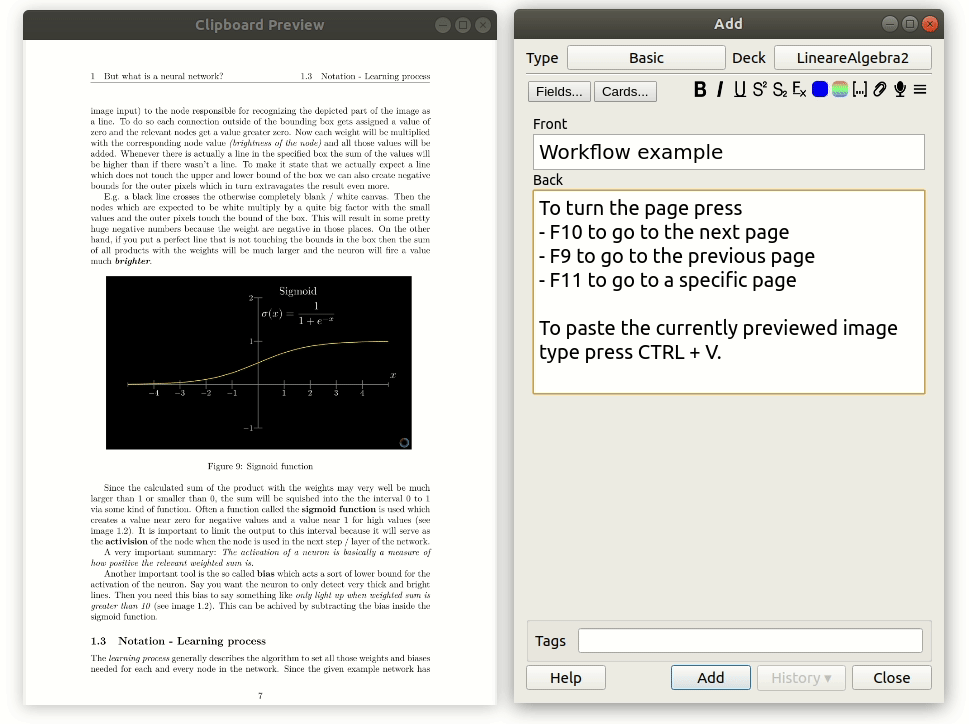 Clipboard Preview
1 But what is a neural network? 1.3 Notation - Learning process
image input) to the node responsible for recognizing the depicted part of the image as
a line. To do so each connection outside of the bounding box gets assigned a value of
zero and the relevant nodes get a value greater zero. Now each weight will be multiplied
with the corresponding node value (brightness of the node) and all those values will be
added. Whenever there is actually a line in the specified box the sum of the values will
be higher than if there wasn't a line. To make it state that we actually expect a line
which does not touch the upper and lower bound of the box we can also create negative
bounds for the outer pixels which in turn extravagates the result even more.
E.g. a black line crosses the otherwise completely blank / white canvas. Then the
nodes which are expected to be white multiply by a quite big factor with the small
values and the outer pixels touch the bound of the box. This will result in some pretty
huge negative numbers because the weight are negative in those places. On the other
hand, if you put a perfect line that is not touching the bounds in the box then the sum
of all products with the weights will be much larger and the neuron will fire a value
much brighter.
Sigmoid
σ(x) = 1 / (1 + e^{-x})
2
1
x
−4 −3 −2 −1 1 2 3 4
−1
Figure 9: Sigmoid function
Since the calculated sum of the product with the weights may very well be much
larger than 1 or smaller than 0, the sum will be squished into the the interval 0 to 1
via some kind of function. Often a function called the sigmoid function is used which
creates a value near zero for negative values and a value near 1 for high values (see
image 1.2). It is important to limit the output to this interval because it will serve as
the activision of the node when the node is used in the next step / layer of the network.
A very important summary: The activation of a neuron is basically a measure of
how positive the relevant weighted sum is.
Another important tool is the so called bias which acts a sort of lower bound for the
activation of the neuron. Say you want the neuron to only detect very thick and bright
lines. Then you need this bias to say something like only light up when weighted sum is
greater than 10 (see image 1.2). This can be achived by subtracting the bias inside the
sigmoid function.
1.3 Notation - Learning process
The learning process generally describes the algorithm to set all those weights and biases
needed for each and every node in the network. Since the given example network has
7
Add
Type Basic Deck LineareAlgebra2
Fields... Cards... B I U S² S₂ Eₓ [...]
Front
Workflow example
Back
To turn the page press
- F10 to go to the next page
- F9 to go to the previous page
- F11 to go to a specific page
To paste the currently previewed image
type press CTRL + V.
Tags
Help Add History ▾ Close